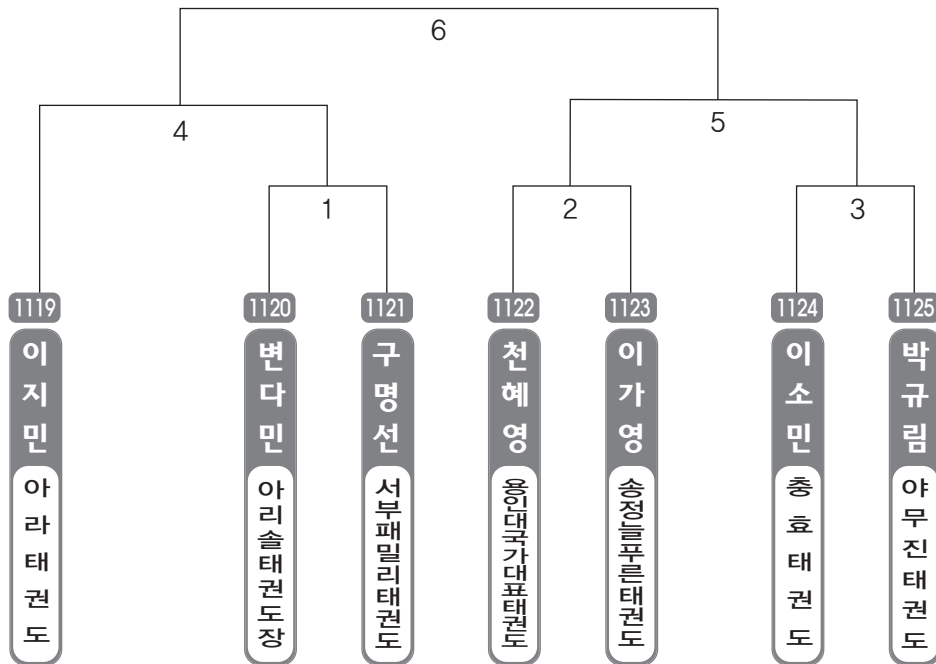 6
4
5
1
2
3
1119
1120
1121
1122
1123
1124
1125
이지민
변다민
구명선
천혜영
이가영
이소민
박규림
아라태권도
아리솔태권도장
서부패밀리태권도
용인대국가대표태권도
송정늘푸른태권도
충효태권도
야무진태권도